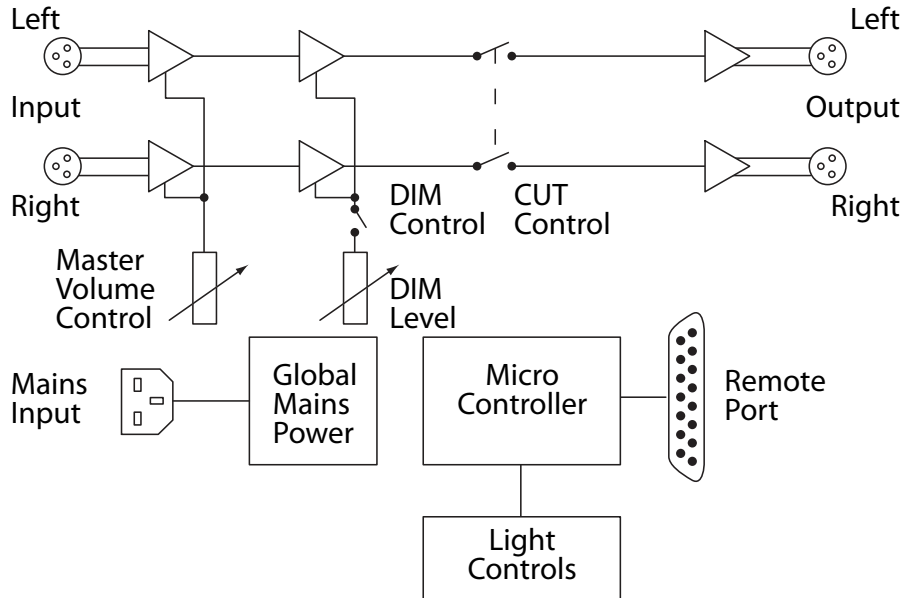 Left
Left
Input
Output
Right
DIM
Control
CUT
Control
Right
Master
Volume
Control
DIM
Level
Mains
Input
Global
Mains
Power
Micro
Controller
Remote
Port
Light
Controls